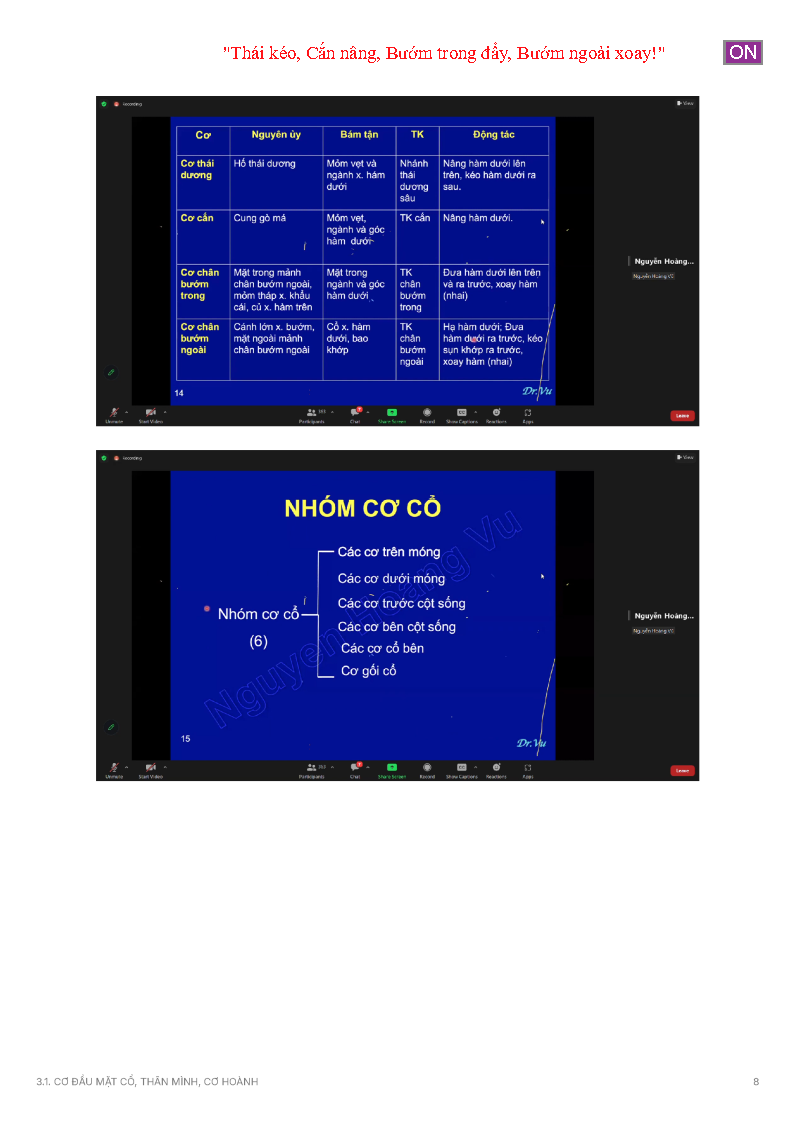 "Thái kéo, Cắn nâng, Bướm trong đẩy, Bướm ngoài xoay!"
ON
Recording
View
Cơ
Nguyên ủy
Bám tận
TK
Động tác
Cơ thái
dương
Hố thái dương
Mỏm vẹt và
ngành x. hàm
dưới
Nhánh
thái
dương
sâu
Nâng hàm dưới lên
trên, kéo hàm dưới ra
sau.
Cơ cắn
Cung gò má
Mỏm vẹt,
ngành và góc
hàm dưới
TK cắn
Nâng hàm dưới.
Cơ chân
bướm
trong
Mặt trong mảnh
chân bướm ngoài,
mỏm tháp x. khẩu
cái, củ x. hàm trên
Mặt trong
ngành và góc
hàm dưới
TK
chân
bướm
trong
Đưa hàm dưới lên trên
và ra trước, xoay hàm
(nhai)
Cơ chân
bướm
ngoài
Cánh lớn x. bướm,
mặt ngoài mảnh
chân bướm ngoài
Cổ x. hàm
dưới, bao
khớp
TK
chân
bướm
ngoài
Hạ hàm dưới; Đưa
hàm dưới ra trước, kéo
sụn khớp ra trước,
xoay hàm (nhai)
14
Dr.Vu
Nguyễn Hoàng...
Nguyễn Hoàng Vũ
Unmute
Start Video
Participants
Chat
Share Screen
Record
Show Captions
Reactions
Apps
Leave
Recording
View
NHÓM CƠ CỔ
Nhóm cơ cổ
(6)
Các cơ trên móng
Các cơ dưới móng
Các cơ trước cột sống
Các cơ bên cột sống
Các cơ cổ bên
Cơ gối cổ
Nguyen Hoang Vu
15
Dr.Vu
Nguyễn Hoàng...
Nguyễn Hoàng Vũ
Unmute
Start Video
Participants
Chat
Share Screen
Record
Show Captions
Reactions
Apps
Leave
3.1. CƠ ĐẦU MẶT CỔ, THÂN MÌNH, CƠ HOÀNH
8